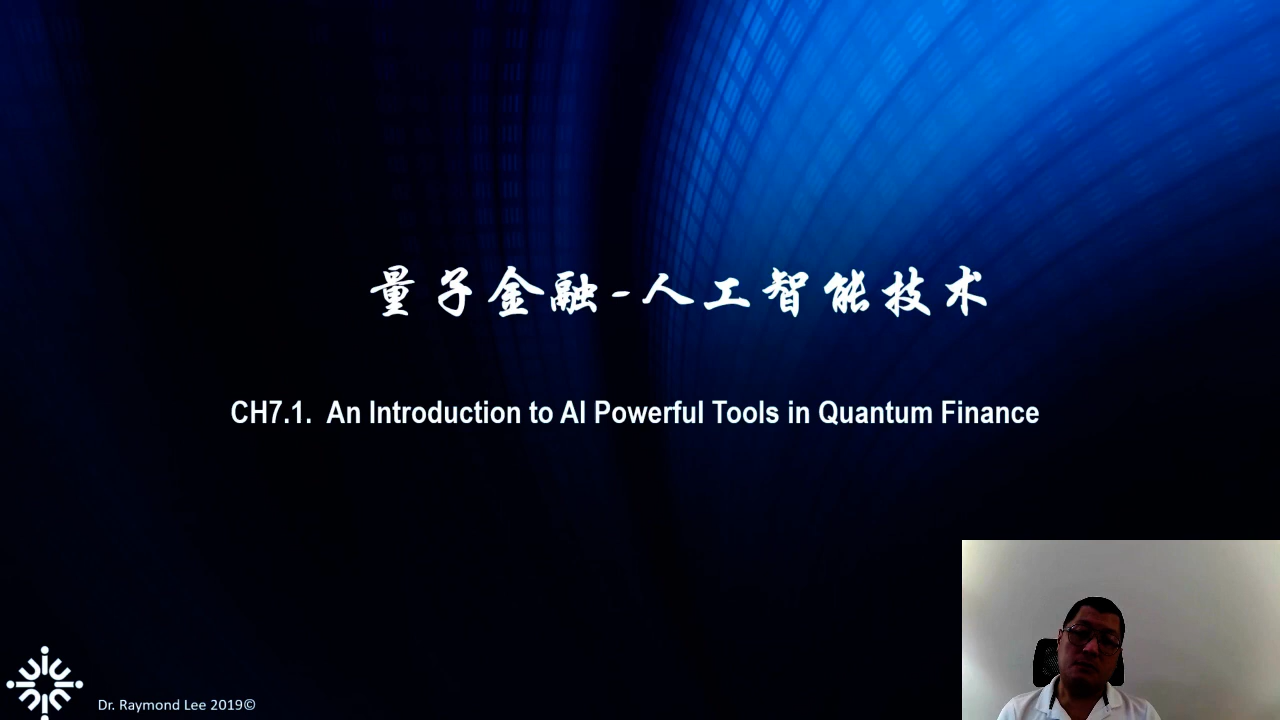 量子金融-人工智能技术
CH7.1. An Introduction to AI Powerful Tools in Quantum Finance
Dr. Raymond Lee 2019©